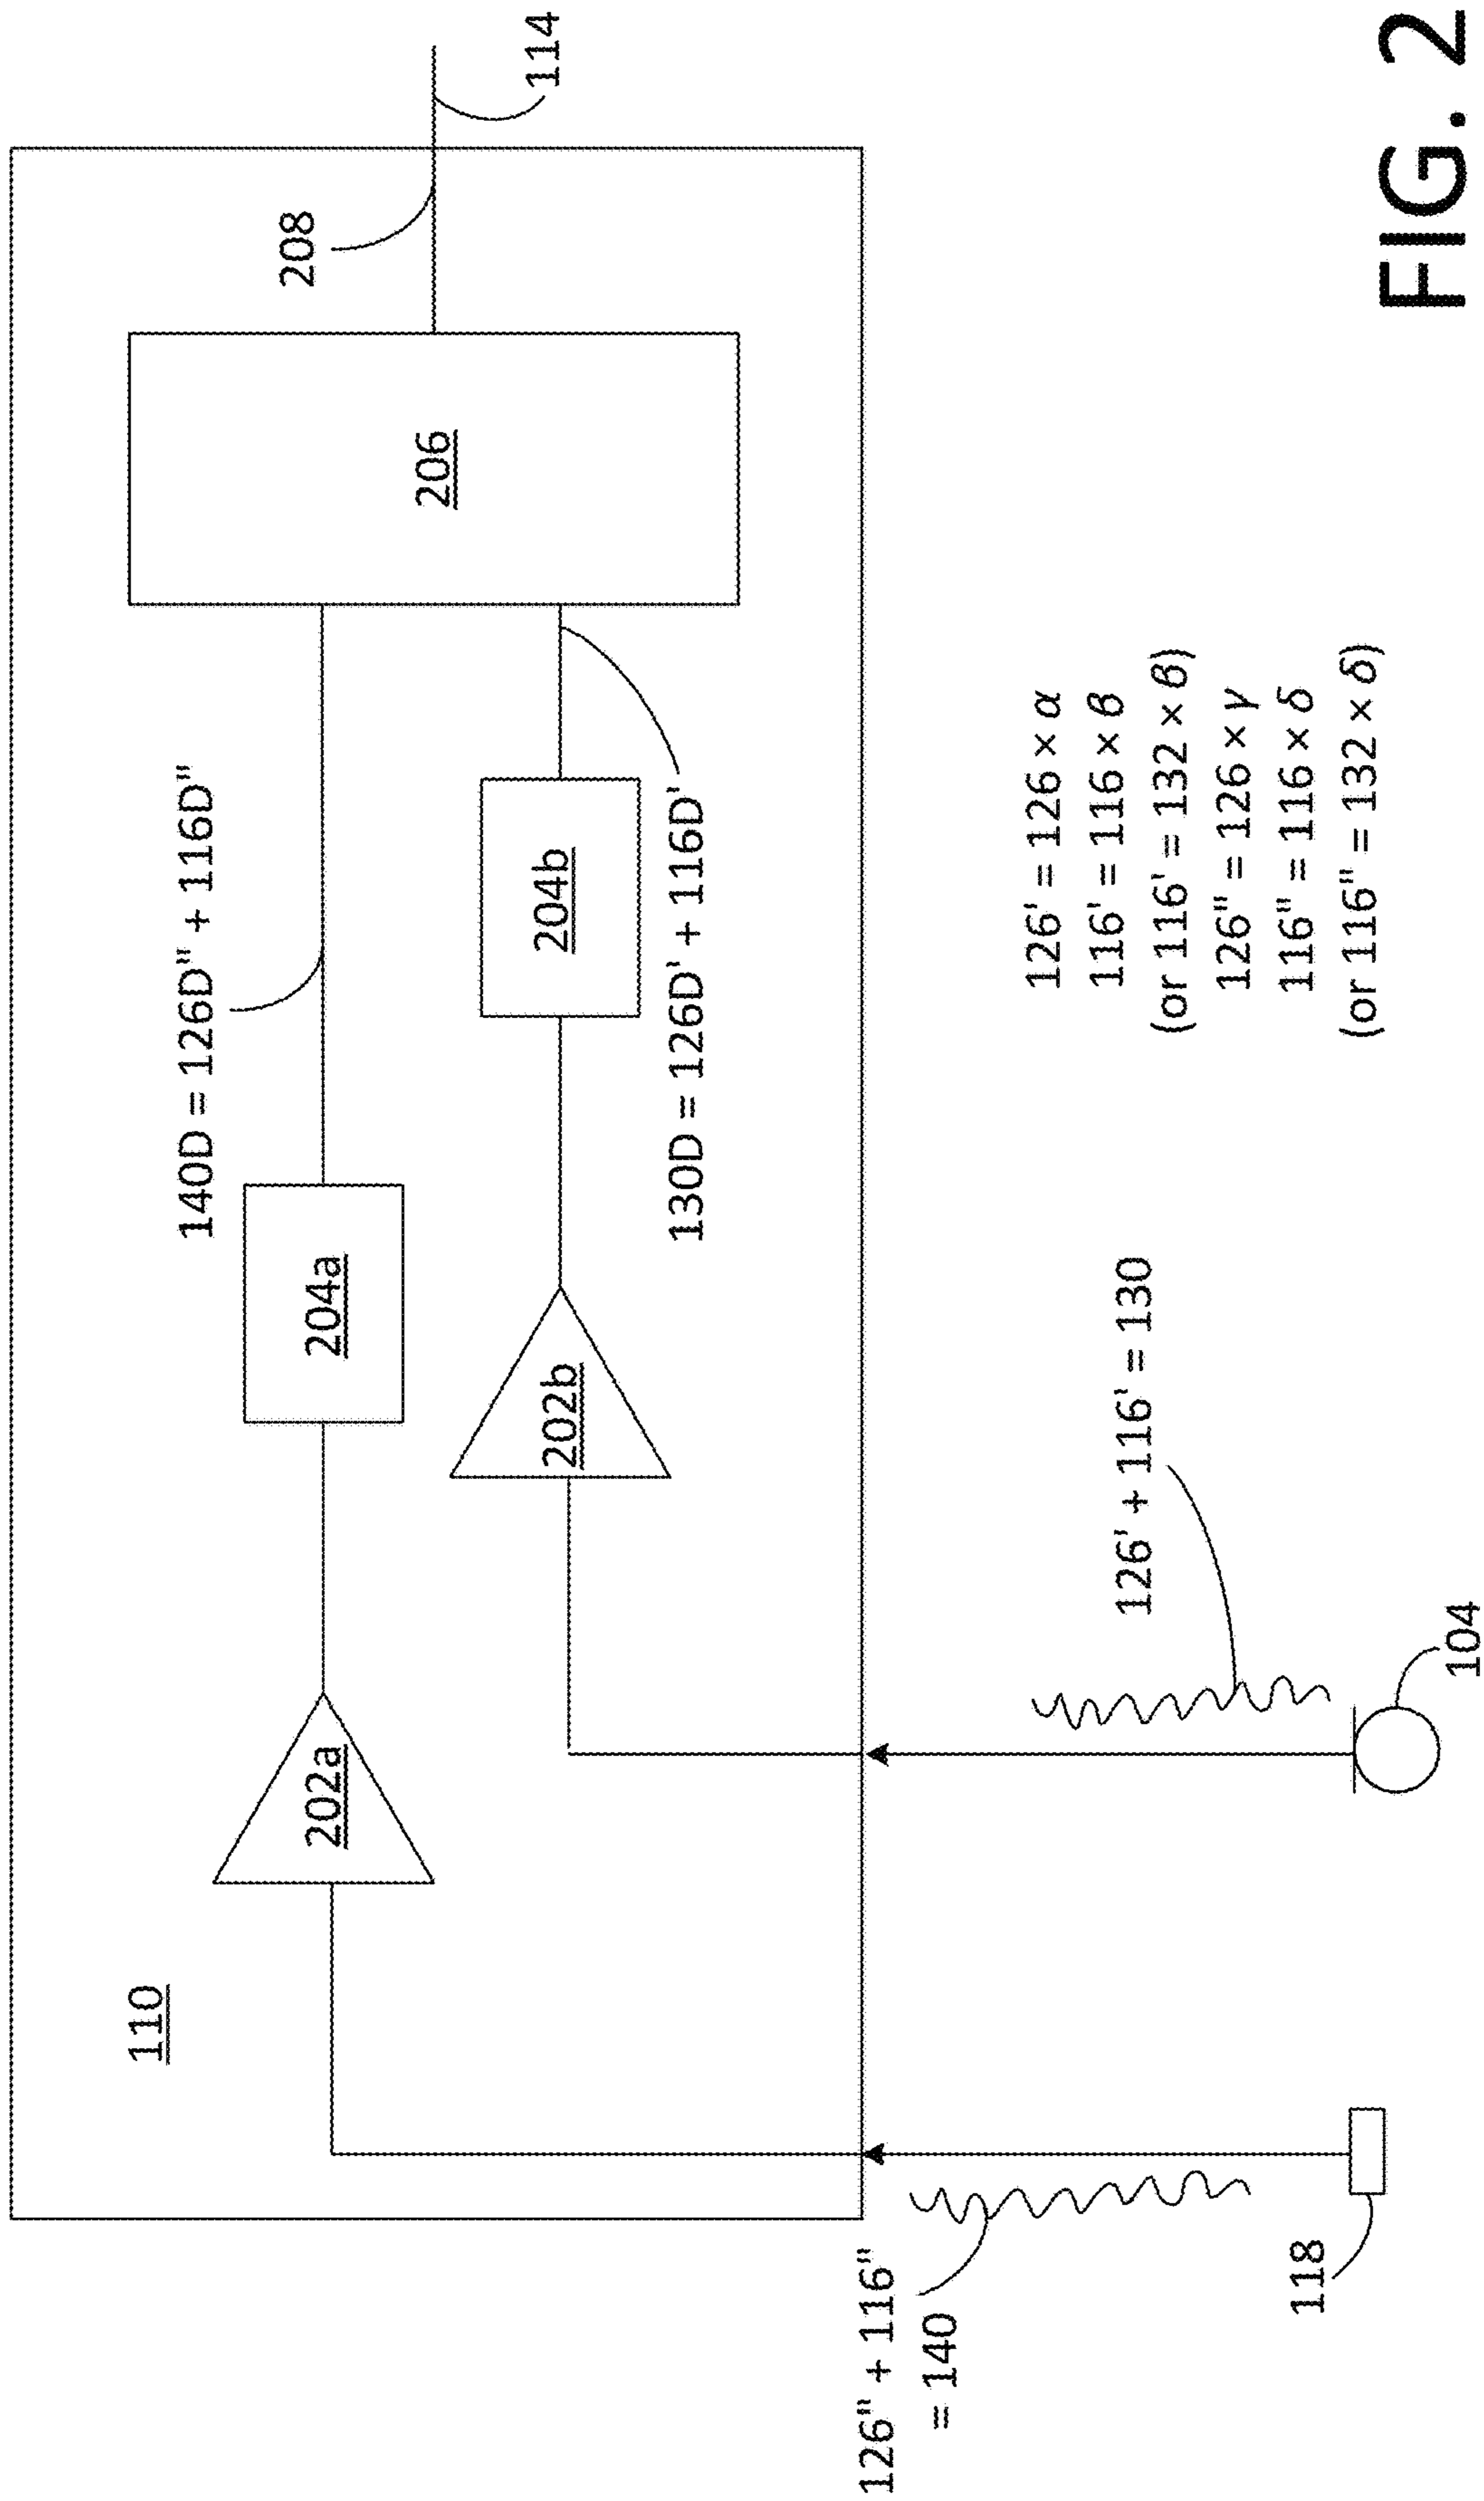 110
202a
204a
140D = 126D" + 116D"
206
208
114
202b
204b
130D = 126D' + 116D'
126" + 116"
= 140
118
126' + 116' = 130
104
126' = 126 × α
116' = 116 × β
(or 116' = 132 × β)
126" = 126 × γ
116" = 116 × δ
(or 116" = 132 × δ)
FIG. 2